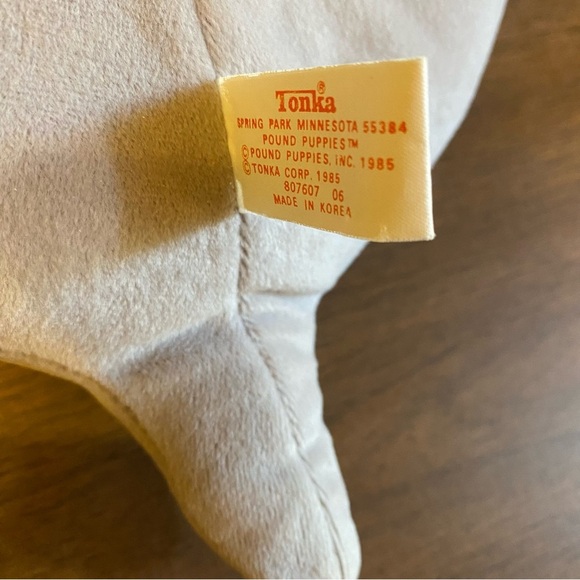 Tonka®
SPRING PARK MINNESOTA 55384
POUND PUPPIES™
©POUND PUPPIES, INC. 1985
©TONKA CORP. 1985
807607 06
MADE IN KOREA